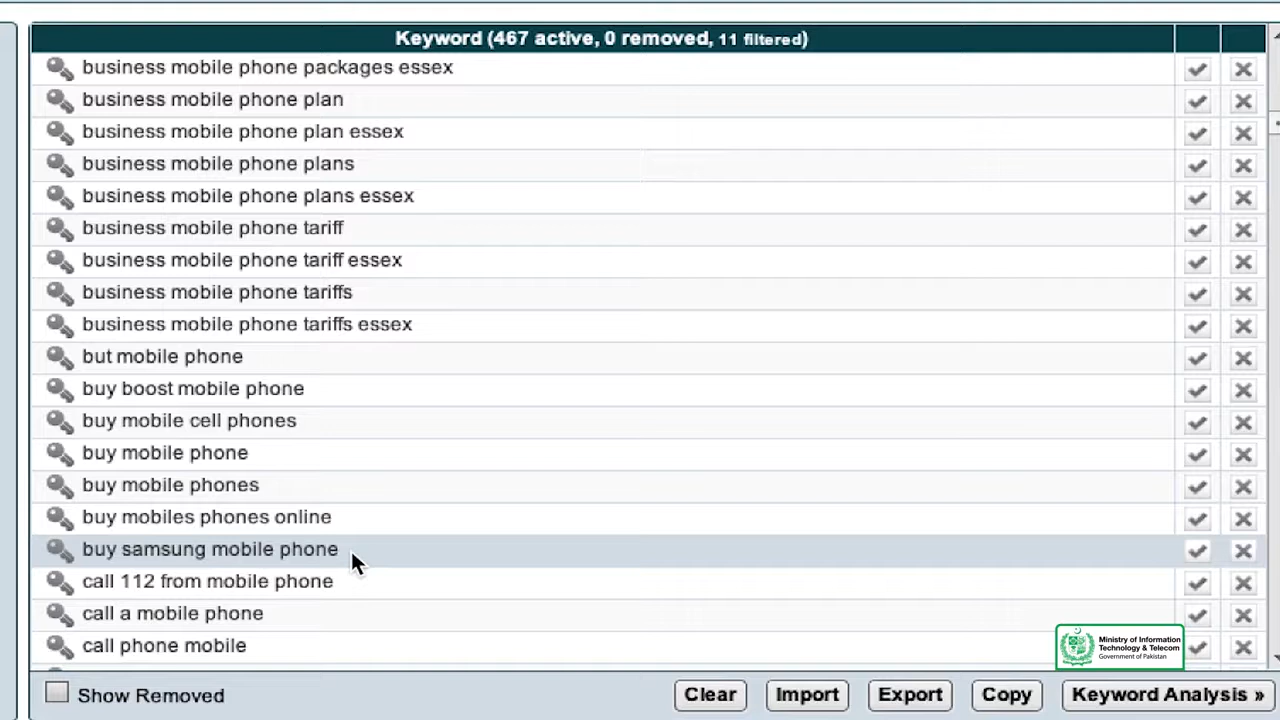 Keyword (467 active, 0 removed, 11 filtered)
business mobile phone packages essex
business mobile phone plan
business mobile phone plan essex
business mobile phone plans
business mobile phone plans essex
business mobile phone tariff
business mobile phone tariff essex
business mobile phone tariffs
business mobile phone tariffs essex
but mobile phone
buy boost mobile phone
buy mobile cell phones
buy mobile phone
buy mobile phones
buy mobiles phones online
buy samsung mobile phone
call 112 from mobile phone
call a mobile phone
call phone mobile
Ministry of Information
Technology & Telecom
Government of Pakistan
Show Removed
Clear
Import
Export
Copy
Keyword Analysis »